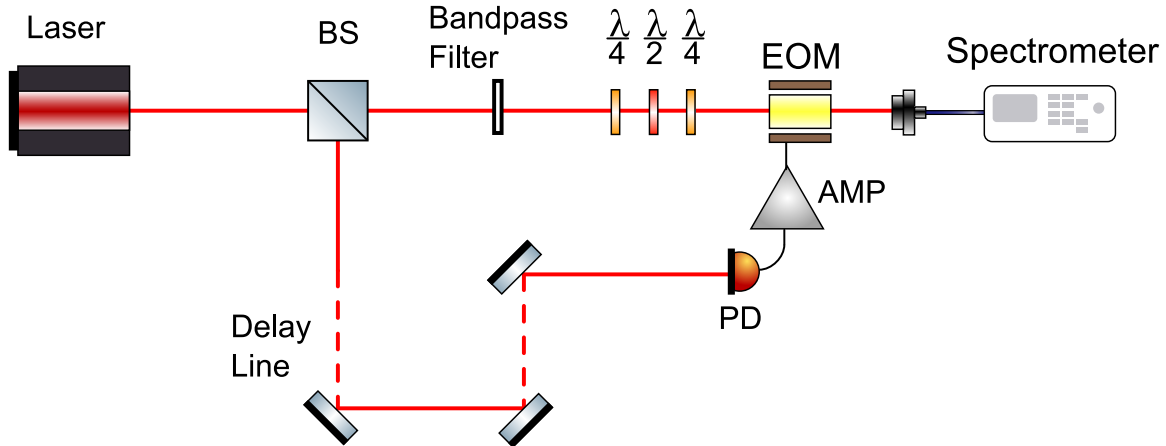 Laser
BS
Bandpass
Filter
λ/4
λ/2
λ/4
EOM
Spectrometer
AMP
PD
Delay
Line